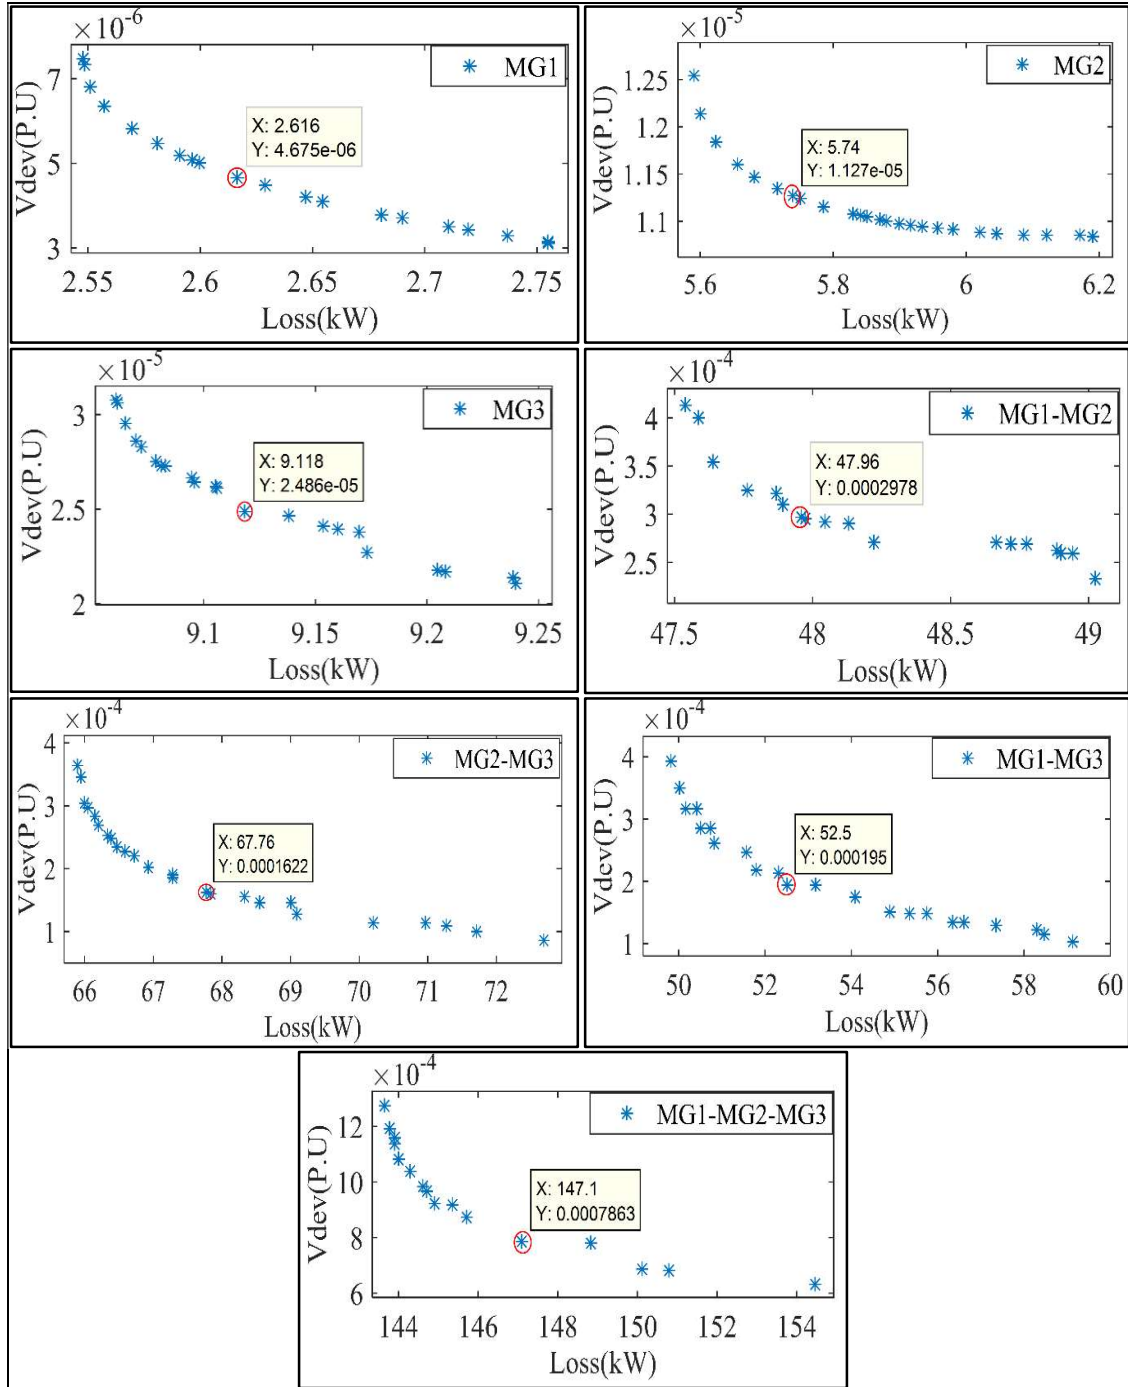 ×10⁻⁶
Vdev(P.U)
7
5
3
MG1
X: 2.616
Y: 4.675e-06
2.55 2.6 2.65 2.7 2.75
Loss(kW)
×10⁻⁵
Vdev(P.U)
1.25
1.2
1.15
1.1
MG2
X: 5.74
Y: 1.127e-05
5.6 5.8 6 6.2
Loss(kW)
×10⁻⁵
Vdev(P.U)
3
2.5
2
MG3
X: 9.118
Y: 2.486e-05
9.1 9.15 9.2 9.25
Loss(kW)
×10⁻⁴
Vdev(P.U)
4
3.5
3
2.5
MG1-MG2
X: 47.96
Y: 0.0002978
47.5 48 48.5 49
Loss(kW)
×10⁻⁴
Vdev(P.U)
4
3
2
1
MG2-MG3
X: 67.76
Y: 0.0001622
66 67 68 69 70 71 72
Loss(kW)
×10⁻⁴
Vdev(P.U)
4
3
2
1
MG1-MG3
X: 52.5
Y: 0.000195
50 52 54 56 58 60
Loss(kW)
×10⁻⁴
Vdev(P.U)
12
10
8
6
MG1-MG2-MG3
X: 147.1
Y: 0.0007863
144 146 148 150 152 154
Loss(kW)